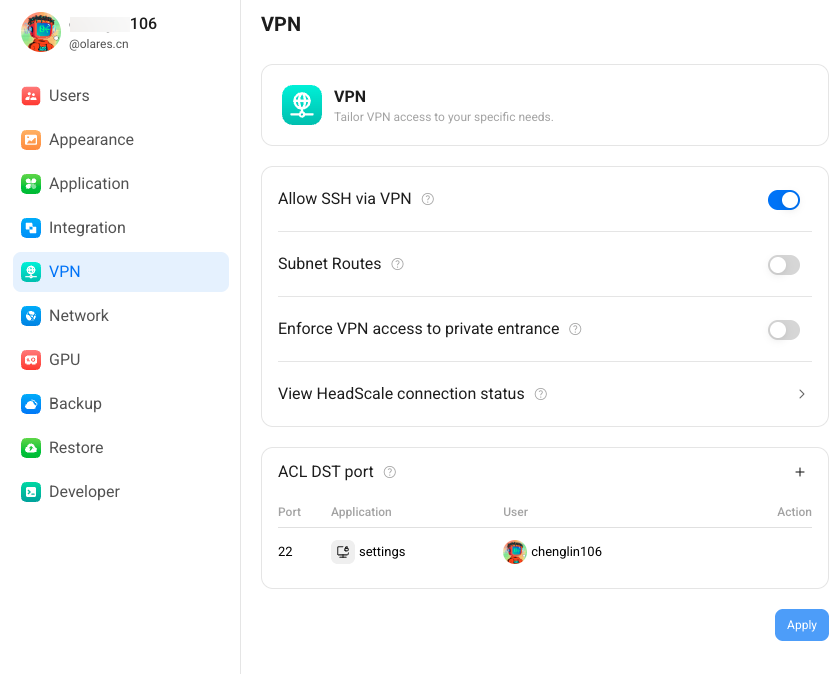 106
@olares.cn
Users
Appearance
Application
Integration
VPN
Network
GPU
Backup
Restore
Developer
VPN
VPN
Tailor VPN access to your specific needs.
Allow SSH via VPN ?
Subnet Routes ?
Enforce VPN access to private entrance ?
View HeadScale connection status ?
ACL DST port ? +
Port Application User Action
22 settings chenglin106
Apply